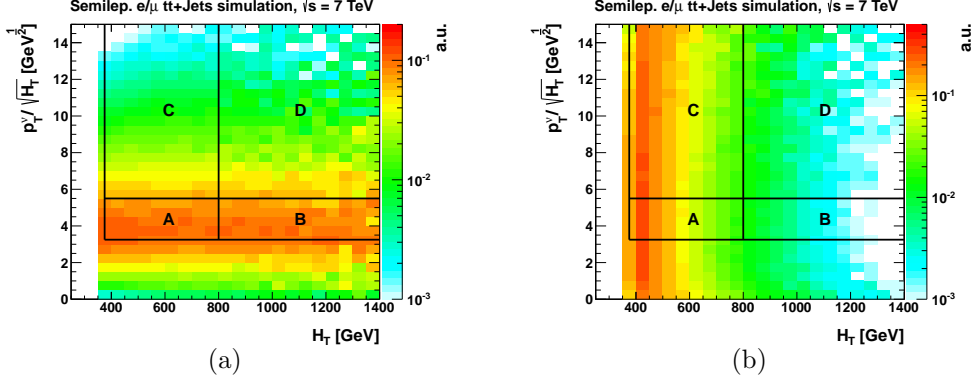 Semilep. e/μ tt+Jets simulation, √s = 7 TeV
p_T^ν / √H_T [GeV^{1/2}]
a.u.
14
12
10
8
6
4
2
0
C
D
A
B
10^{-1}
10^{-2}
10^{-3}
400 600 800 1000 1200 1400
H_T [GeV]
(a)
Semilep. e/μ tt+Jets simulation, √s = 7 TeV
p_T^ν / √H_T [GeV^{1/2}]
a.u.
14
12
10
8
6
4
2
0
C
D
A
B
10^{-1}
10^{-2}
10^{-3}
400 600 800 1000 1200 1400
H_T [GeV]
(b)